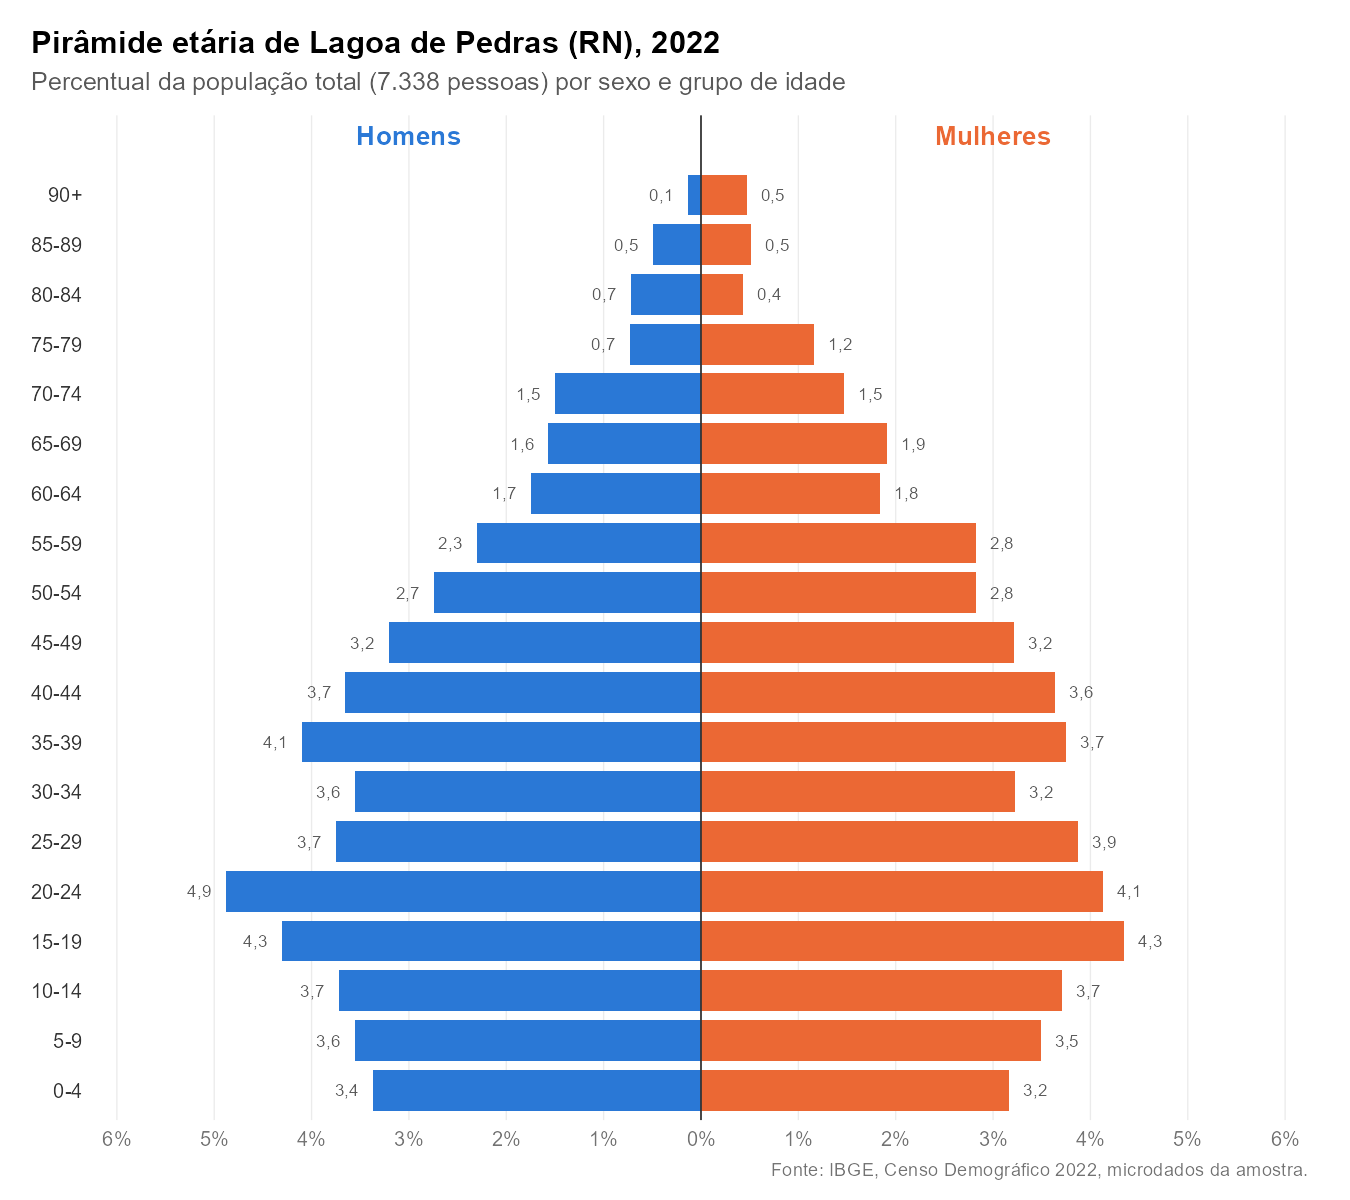 Pirâmide etária de Lagoa de Pedras (RN), 2022
Percentual da população total (7.338 pessoas) por sexo e grupo de idade
Homens Mulheres
90+ 0,1 0,5
85-89 0,5 0,5
80-84 0,7 0,4
75-79 0,7 1,2
70-74 1,5 1,5
65-69 1,6 1,9
60-64 1,7 1,8
55-59 2,3 2,8
50-54 2,7 2,8
45-49 3,2 3,2
40-44 3,7 3,6
35-39 4,1 3,7
30-34 3,6 3,2
25-29 3,7 3,9
20-24 4,9 4,1
15-19 4,3 4,3
10-14 3,7 3,7
5-9 3,6 3,5
0-4 3,4 3,2
6% 5% 4% 3% 2% 1% 0% 1% 2% 3% 4% 5% 6%
Fonte: IBGE, Censo Demográfico 2022, microdados da amostra.